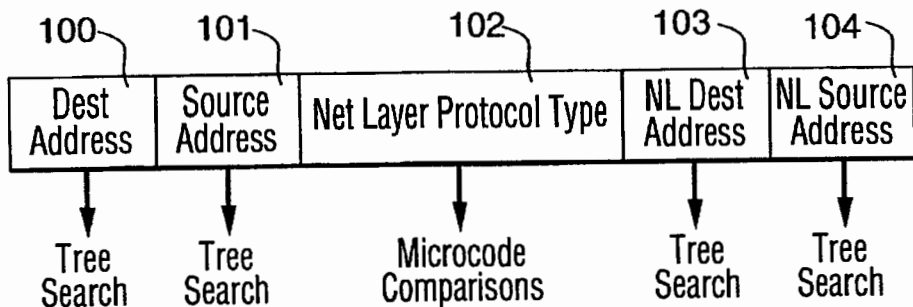 100 101 102 103 104
Dest Address
Source Address
Net Layer Protocol Type
NL Dest Address
NL Source Address
Tree Search
Tree Search
Microcode Comparisons
Tree Search
Tree Search